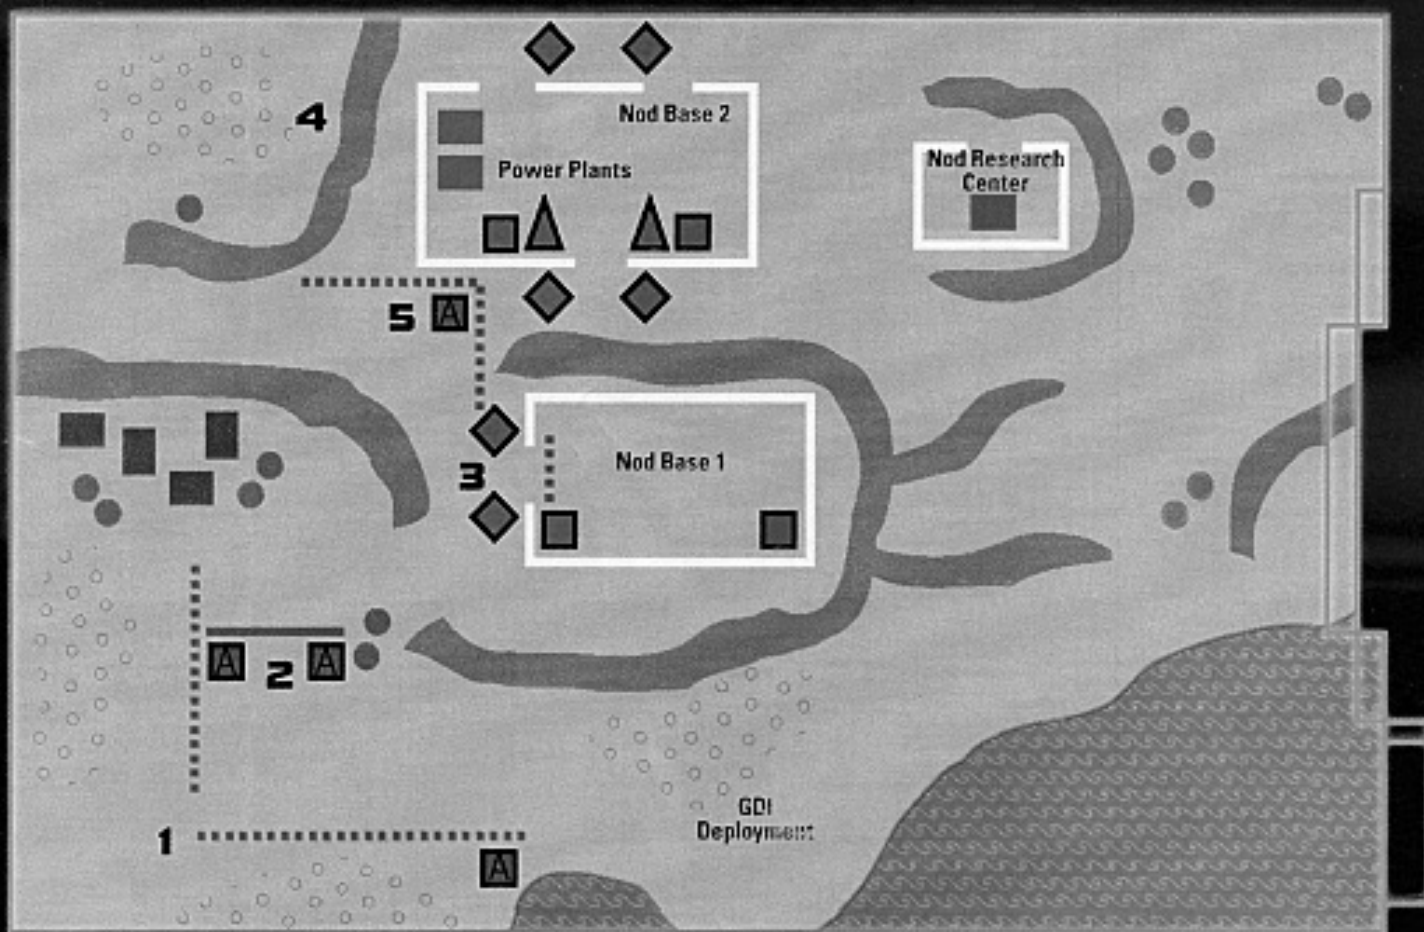 4
Nod Base 2
Power Plants
Nod Research
Center
5
A
3
Nod Base 1
A
2
A
GDI
Deployment
1
A